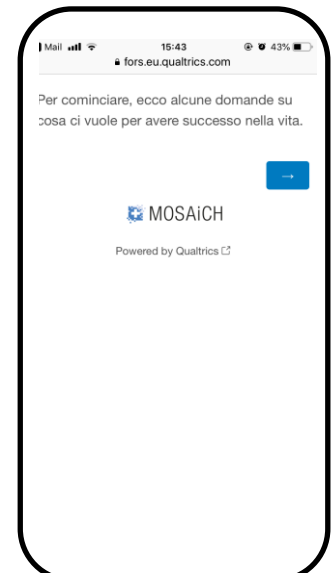 Mail 15:43 43%
fors.eu.qualtrics.com
Per cominciare, ecco alcune domande su
cosa ci vuole per avere successo nella vita.
→
MOSAiCH
Powered by Qualtrics